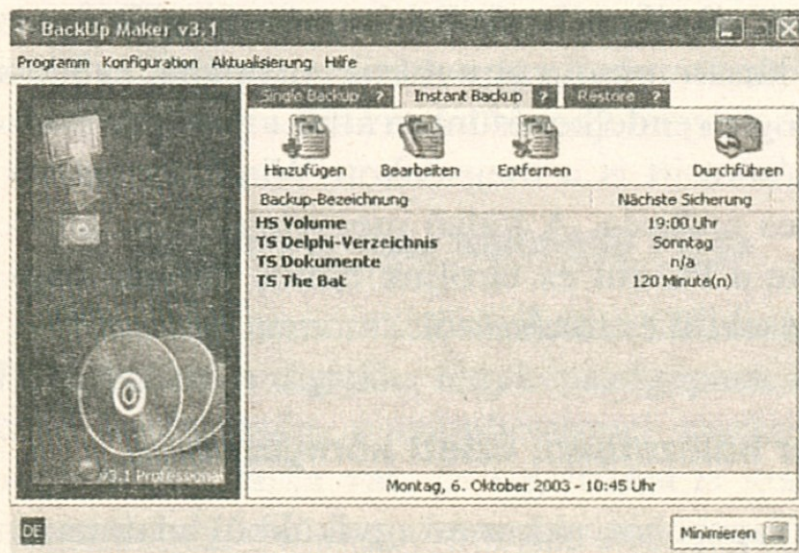 BackUp Maker v3.1
Programm Konfiguration Aktualisierung Hilfe
Single Backup ? Instant Backup ? Restore ?
Hinzufügen Bearbeiten Entfernen Durchführen
Backup-Bezeichnung Nächste Sicherung
HS Volume 19:00 Uhr
TS Delphi-Verzeichnis Sonntag
TS Dokumente n/a
TS The Bat 120 Minute(n)
v3.1 Professional
Montag, 6. Oktober 2003 - 10:45 Uhr
DE Minimieren